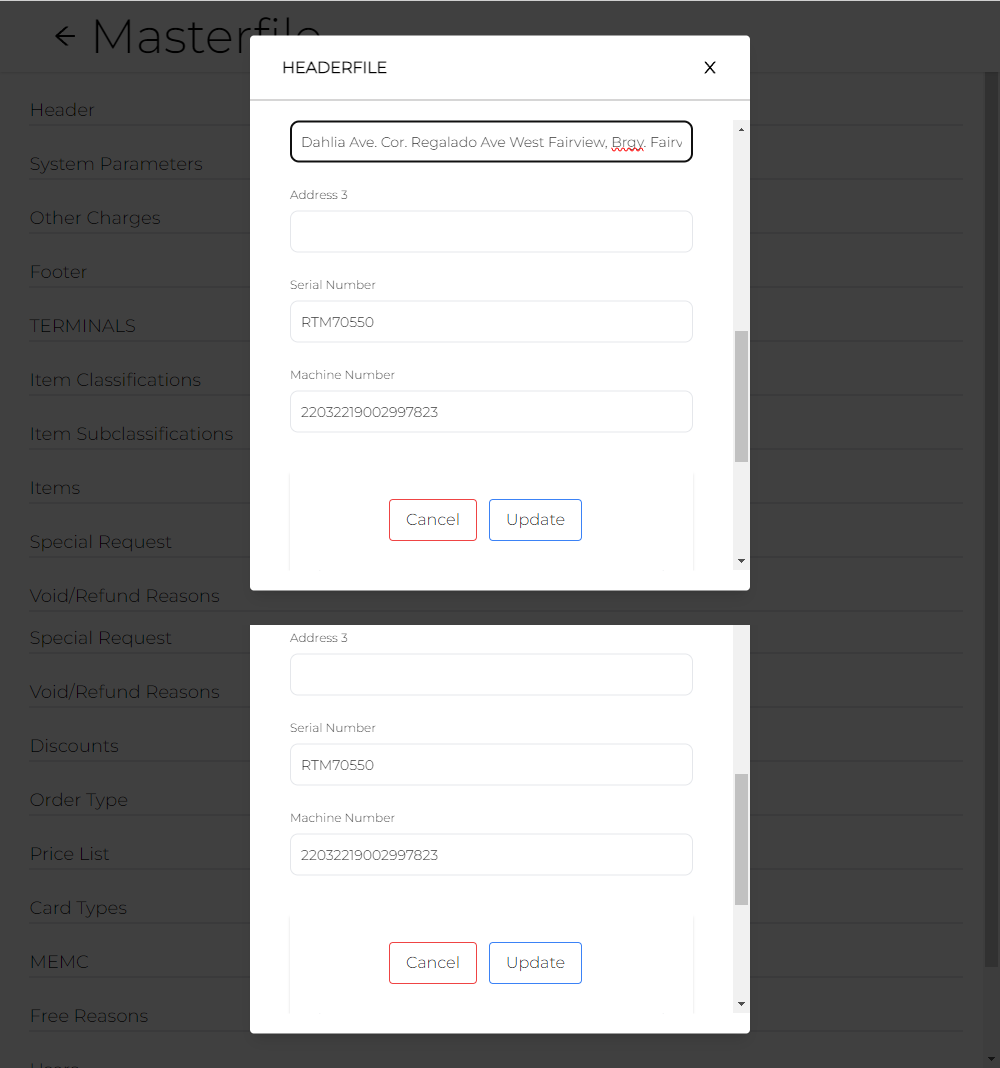 ← Masterfile
HEADERFILE
X
Header
System Parameters
Other Charges
Footer
TERMINALS
Item Classifications
Item Subclassifications
Items
Special Request
Void/Refund Reasons
Special Request
Void/Refund Reasons
Discounts
Order Type
Price List
Card Types
MEMC
Free Reasons
Users
Dahlia Ave. Cor. Regalado Ave West Fairview, Brgy. Fairv
Address 3
Serial Number
RTM70550
Machine Number
22032219002997823
Cancel Update
Address 3
Serial Number
RTM70550
Machine Number
22032219002997823
Cancel Update